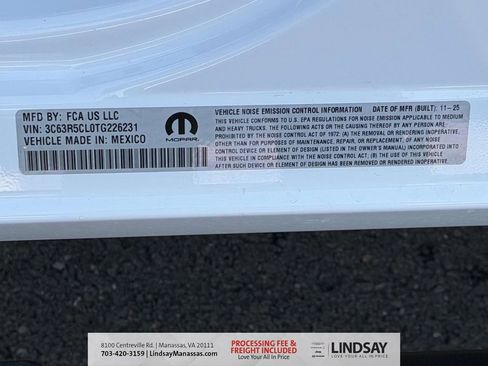 MFD BY: FCA US LLC
VIN: 3C63R5CL0TG226231
VEHICLE MADE IN: MEXICO
MOPAR
VEHICLE NOISE EMISSION CONTROL INFORMATION DATE OF MFR (BUILT): 11-25
THIS VEHICLE CONFORMS TO U.S. EPA REGULATIONS FOR NOISE EMISSION APPLICABLE TO MEDIUM
AND HEAVY TRUCKS. THE FOLLOWING ACTS OR THE CAUSING THEREOF BY ANY PERSON ARE
PROHIBITED BY THE NOISE CONTROL ACT OF 1972: (A) THE REMOVAL OR RENDERING INOPERATIVE,
OTHER THAN FOR PURPOSES OF MAINTENANCE, REPAIR, OR REPLACEMENT, OF ANY NOISE
CONTROL DEVICE OR ELEMENT OF DESIGN (LISTED IN THE OWNER'S MANUAL) INCORPORATED
INTO THIS VEHICLE IN COMPLIANCE WITH THE NOISE CONTROL ACT; (B) THE USE OF THIS VEHICLE
AFTER SUCH DEVICE OR ELEMENT OF DESIGN HAS BEEN REMOVED OR RENDERED INOPERATIVE.
8100 Centreville Rd. | Manassas, VA 20111
703-420-3159 | LindsayManassas.com
PROCESSING FEE &
FREIGHT INCLUDED
Love Your All In Price
LINDSAY
LOVE YOUR ALL IN PRICE